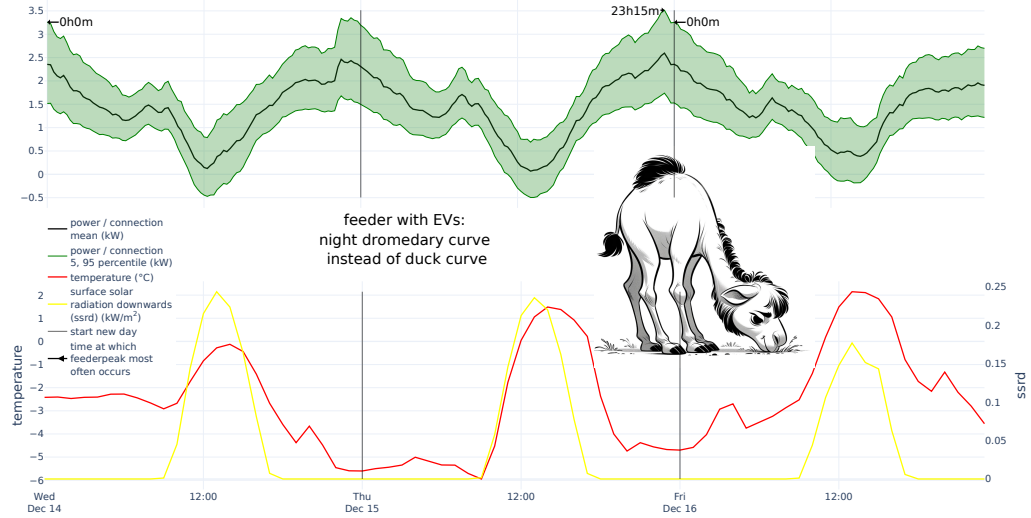 3.5
3
2.5
2
1.5
1
0.5
0
−0.5
0h0m
23h15m
0h0m
feeder with EVs:
night dromedary curve
instead of duck curve
power / connection
mean (kW)
power / connection
5, 95 percentile (kW)
temperature (°C)
surface solar
radiation downwards
(ssrd) (kW/m²)
start new day
time at which
feederpeak most
often occurs
temperature
2
1
0
−1
−2
−3
−4
−5
−6
0.25
0.2
0.15
0.1
0.05
0
ssrd
Wed
Dec 14
12:00
Thu
Dec 15
12:00
Fri
Dec 16
12:00